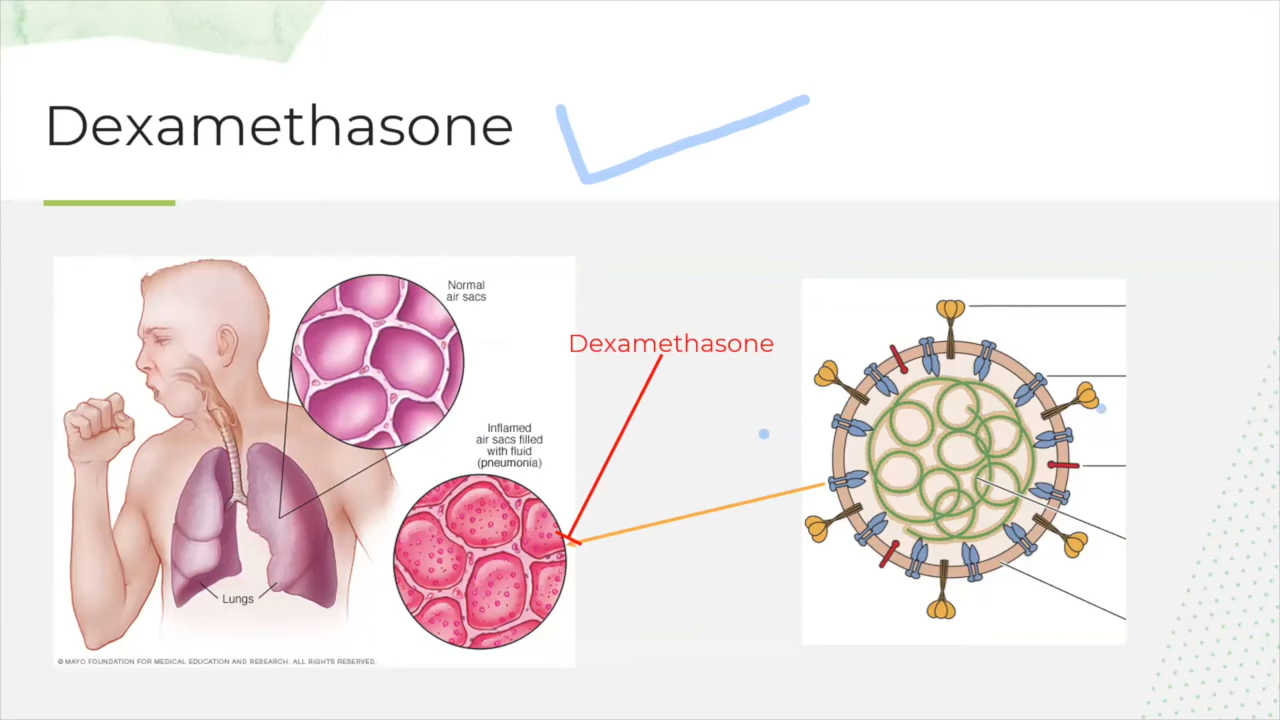 Dexamethasone
Normal
air sacs
Dexamethasone
Inflamed
air sacs filled
with fluid
(pneumonia)
Lungs
© MAYO FOUNDATION FOR MEDICAL EDUCATION AND RESEARCH. ALL RIGHTS RESERVED.